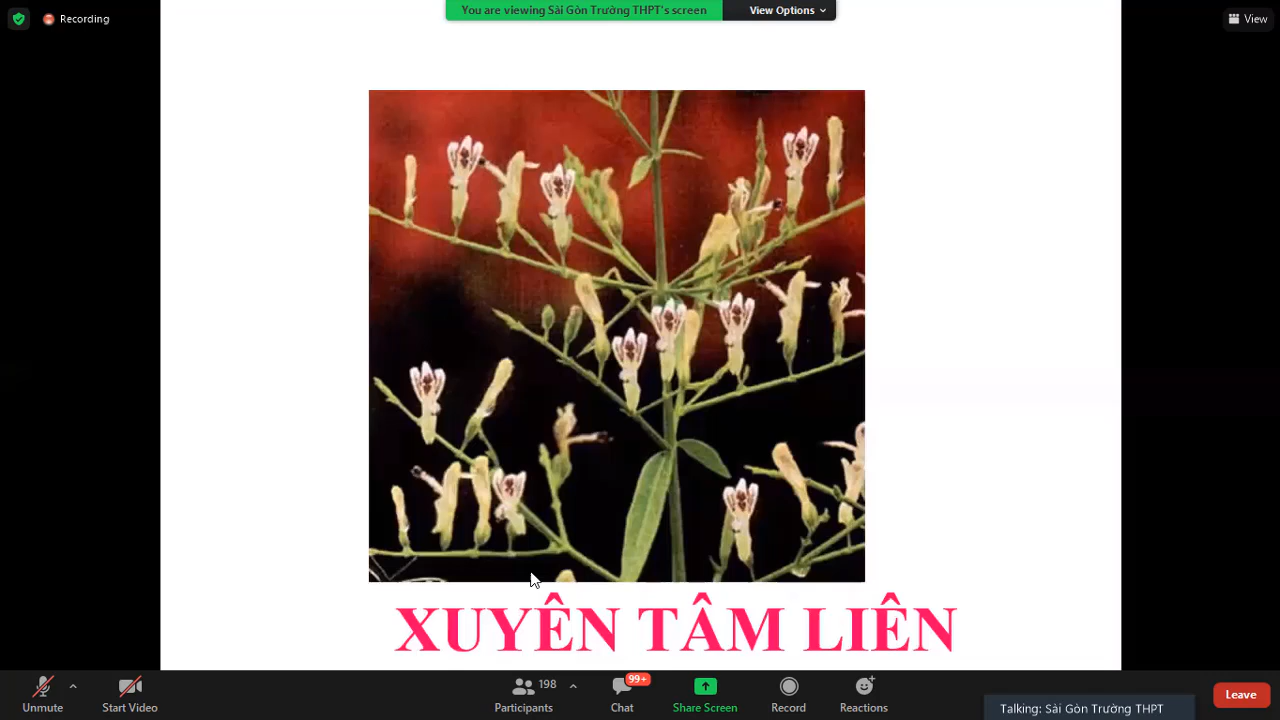 You are viewing Sài Gòn Trường THPT's screen
View Options
Recording
View
XUYÊN TÂM LIÊN
Unmute
Start Video
198
Participants
99+
Chat
Share Screen
Record
Reactions
Talking: Sài Gòn Trường THPT
Leave